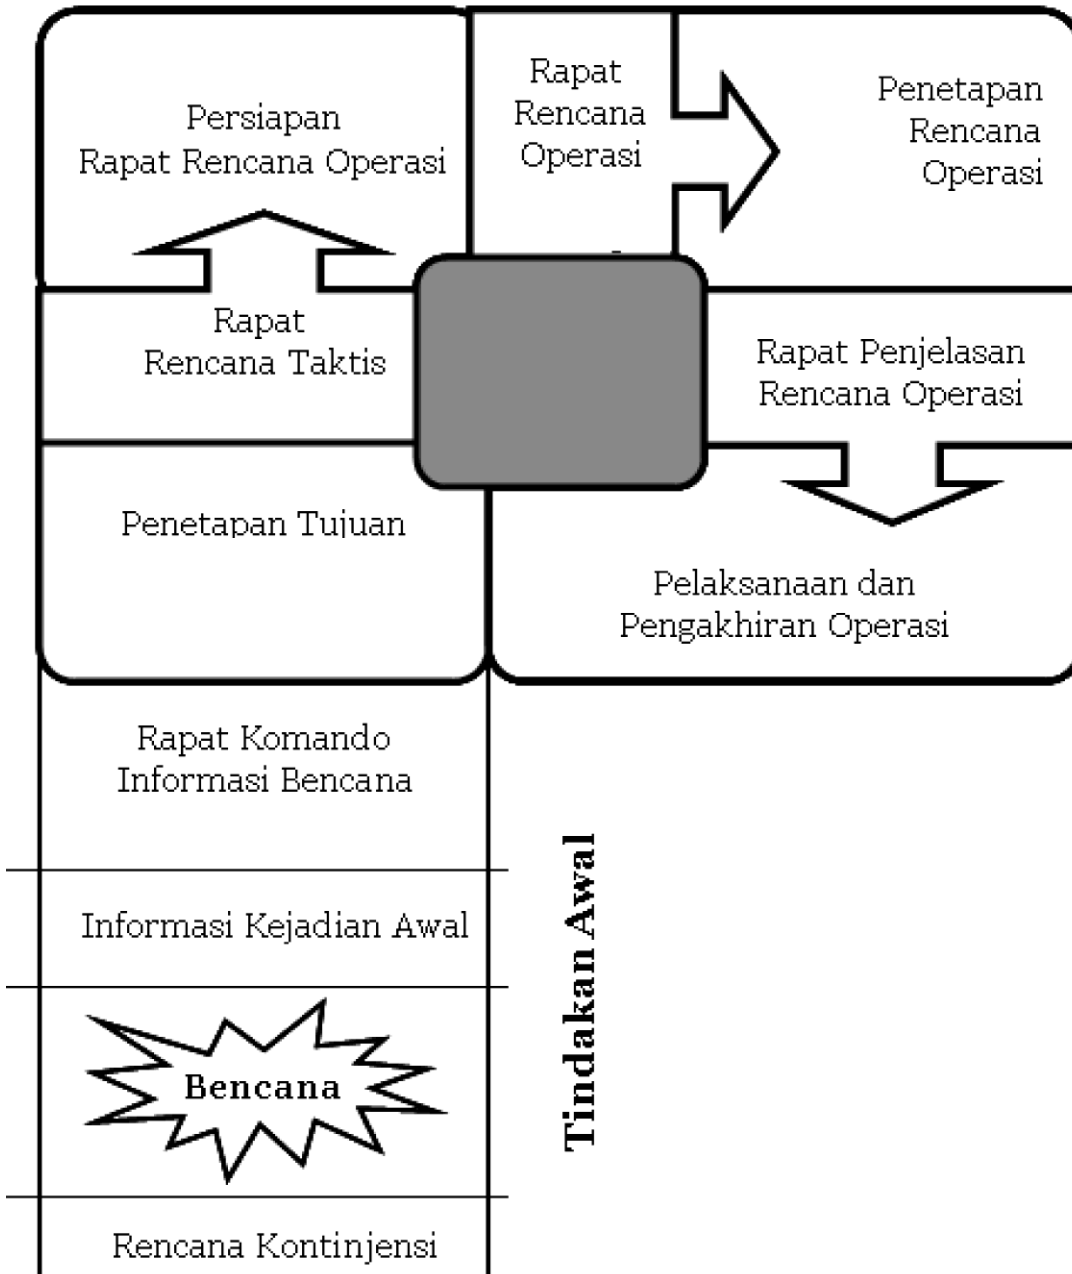 Persiapan
Rapat Rencana Operasi
Rapat
Rencana
Operasi
Penetapan
Rencana
Operasi
Rapat
Rencana Taktis
Rapat Penjelasan
Rencana Operasi
Penetapan Tujuan
Pelaksanaan dan
Pengakhiran Operasi
Rapat Komando
Informasi Bencana
Informasi Kejadian Awal
Bencana
Rencana Kontinjensi
Tindakan Awal